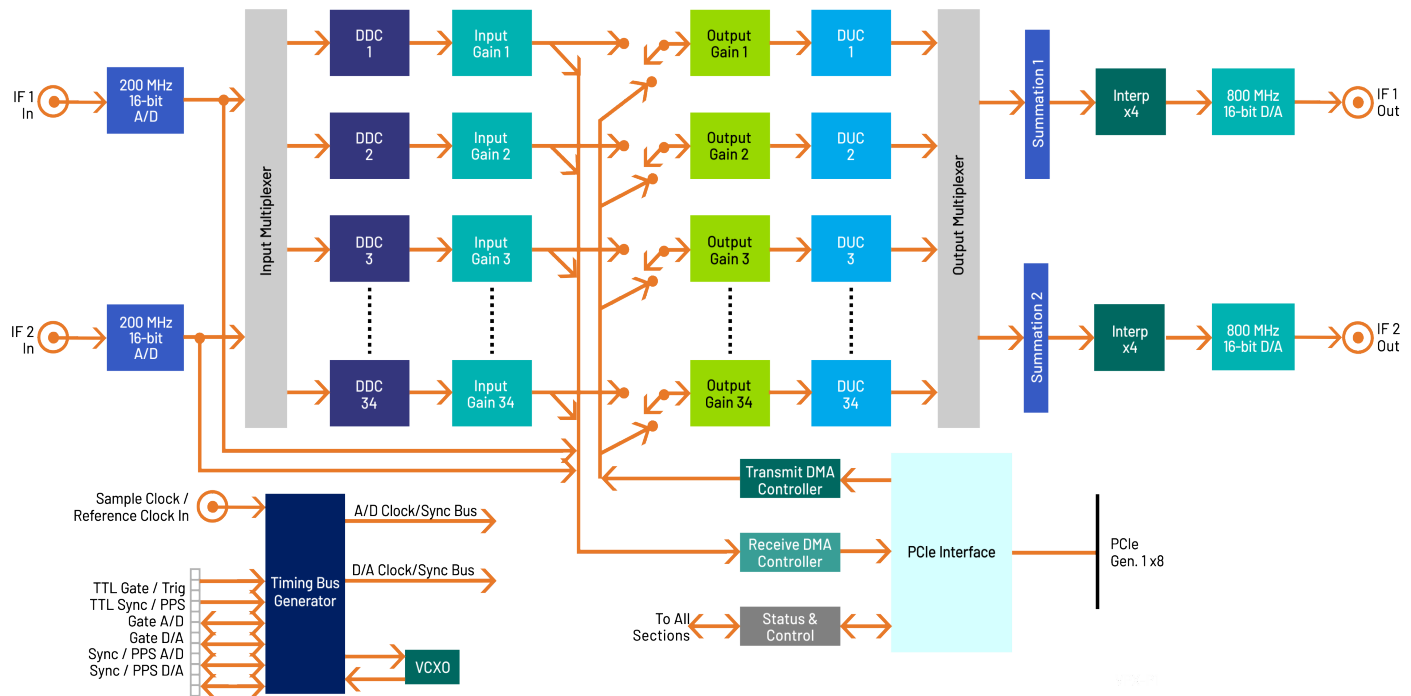 IF 1
In
200 MHz
16-bit
A/D
IF 2
In
200 MHz
16-bit
A/D
Input Multiplexer
DDC
1
Input
Gain 1
Output
Gain 1
DUC
1
DDC
2
Input
Gain 2
Output
Gain 2
DUC
2
DDC
3
Input
Gain 3
Output
Gain 3
DUC
3
DDC
34
Input
Gain 34
Output
Gain 34
DUC
34
Output Multiplexer
Summation 1
Interp
x4
800 MHz
16-bit D/A
IF 1
Out
Summation 2
Interp
x4
800 MHz
16-bit D/A
IF 2
Out
Sample Clock /
Reference Clock In
TTL Gate / Trig
TTL Sync / PPS
Gate A/D
Gate D/A
Sync / PPS A/D
Sync / PPS D/A
Timing Bus
Generator
A/D Clock/Sync Bus
D/A Clock/Sync Bus
VCXO
Transmit DMA
Controller
Receive DMA
Controller
To All
Sections
Status &
Control
PCIe Interface
PCIe
Gen. 1 x8